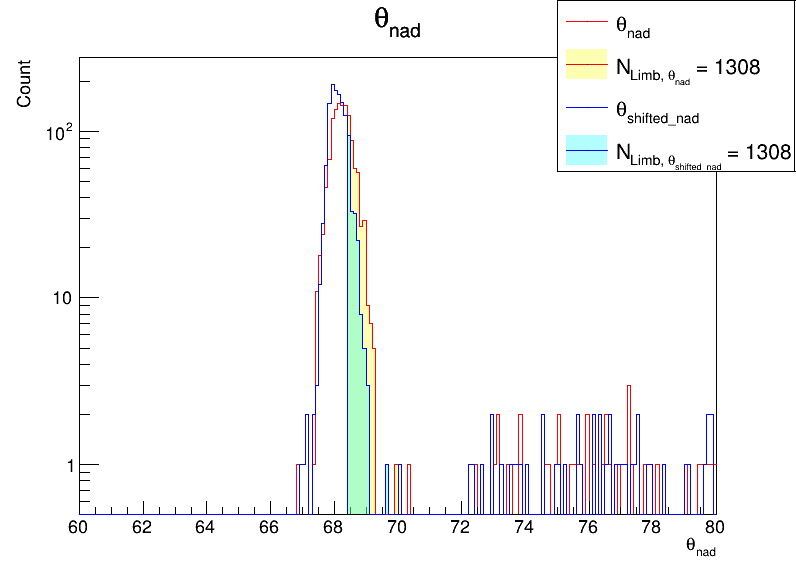 θnad
θnad
NLimb, θnad = 1308
θshifted_nad
NLimb, θshifted_nad = 1308
Count
10²
10
1
60 62 64 66 68 70 72 74 76 78 80
θnad